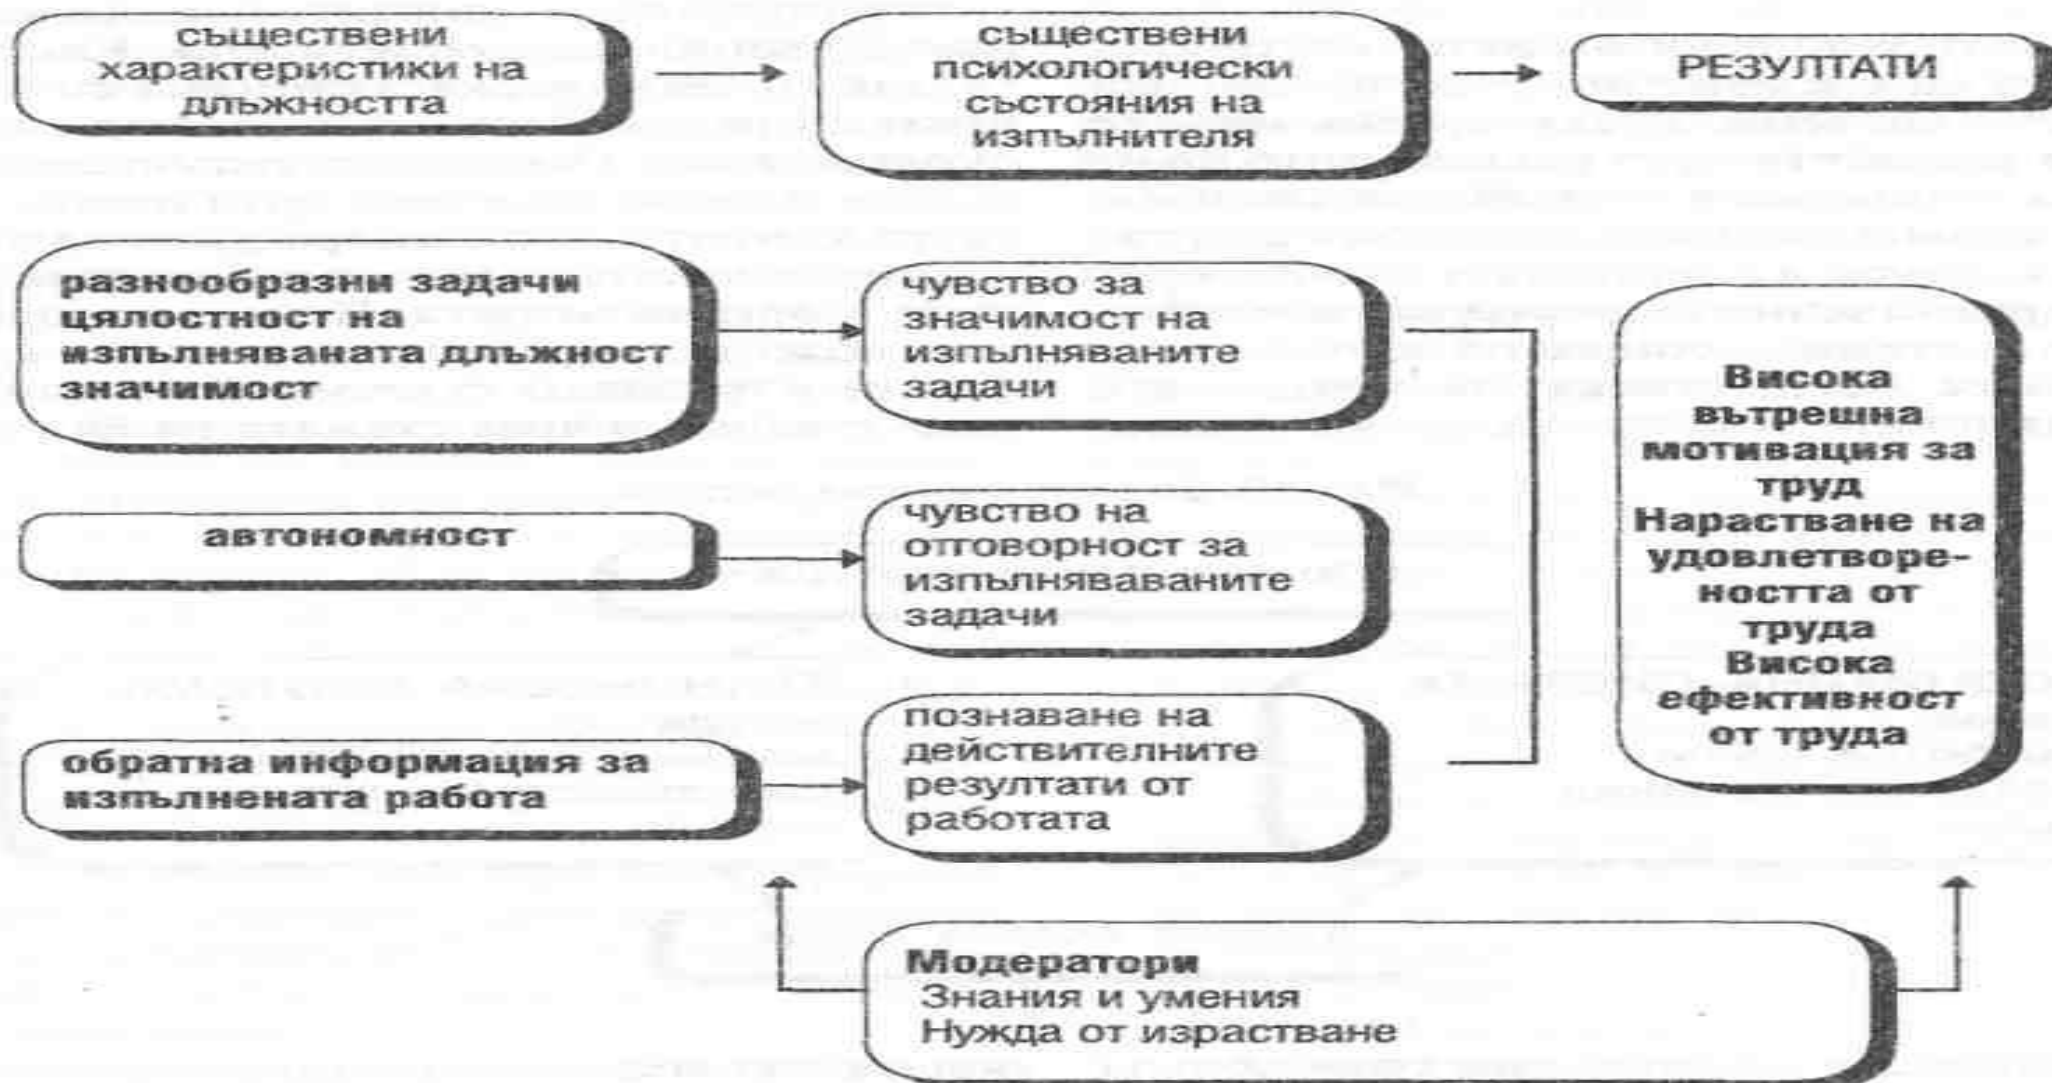 съществени
характеристики на
длъжността
съществени
психологически
състояния на
изпълнителя
РЕЗУЛТАТИ
разнообразни задачи
цялостност на
изпълняваната длъжност
значимост
чувство за
значимост на
изпълняваните
задачи
автономност
чувство на
отговорност за
изпълняваваните
задачи
обратна информация за
изпълнената работа
познаване на
действителните
резултати от
работата
Висока
вътрешна
мотивация за
труд
Нарастване на
удовлетворе-
ността от
труда
Висока
ефективност
от труда
Модератори
Знания и умения
Нужда от израстване